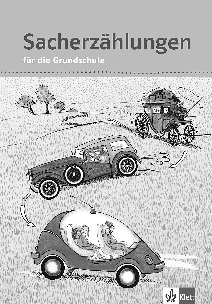 Sacherzählungen
für die Grundschule
Klett